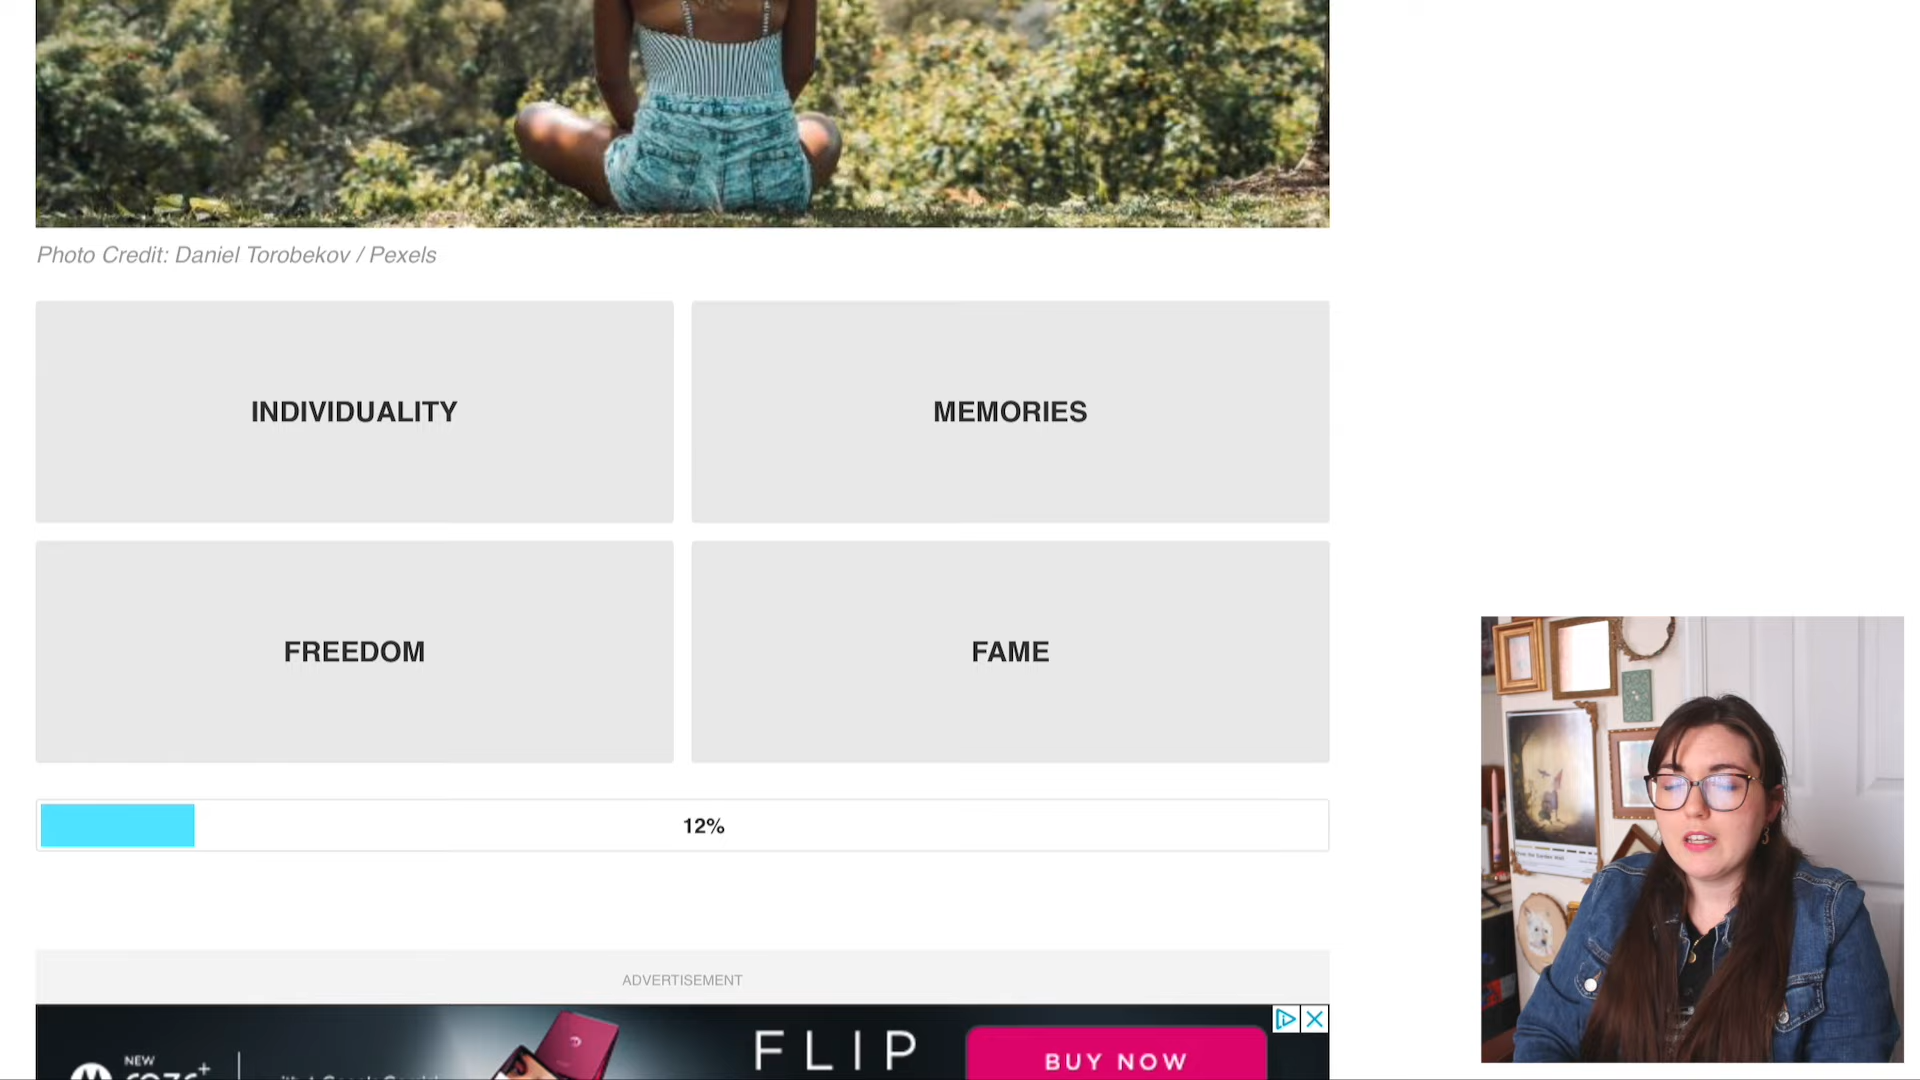 Photo Credit: Daniel Torobekov / Pexels
INDIVIDUALITY
MEMORIES
FREEDOM
FAME
12%
ADVERTISEMENT
NEW
FLIP
BUY NOW